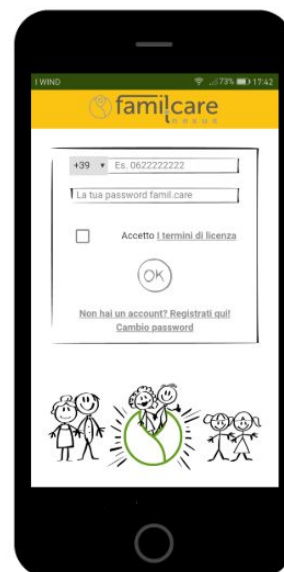 I WIND 73% 17:42
famil.care
nexus
+39 Es. 0622222222
La tua password famil.care
Accetto I termini di licenza
OK
Non hai un account? Registrati qui!
Cambio password